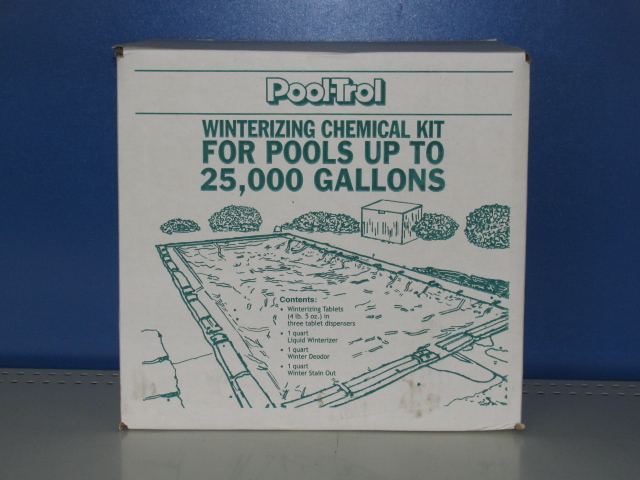 Pool-Trol
WINTERIZING CHEMICAL KIT
FOR POOLS UP TO
25,000 GALLONS
Contents:
• Winterizing Tablets
(4 lb. 5 oz.) in
three tablet dispensers
• 1 quart
Liquid Winterizer
• 1 quart
Winter Deodor
• 1 quart
Winter Stain Out